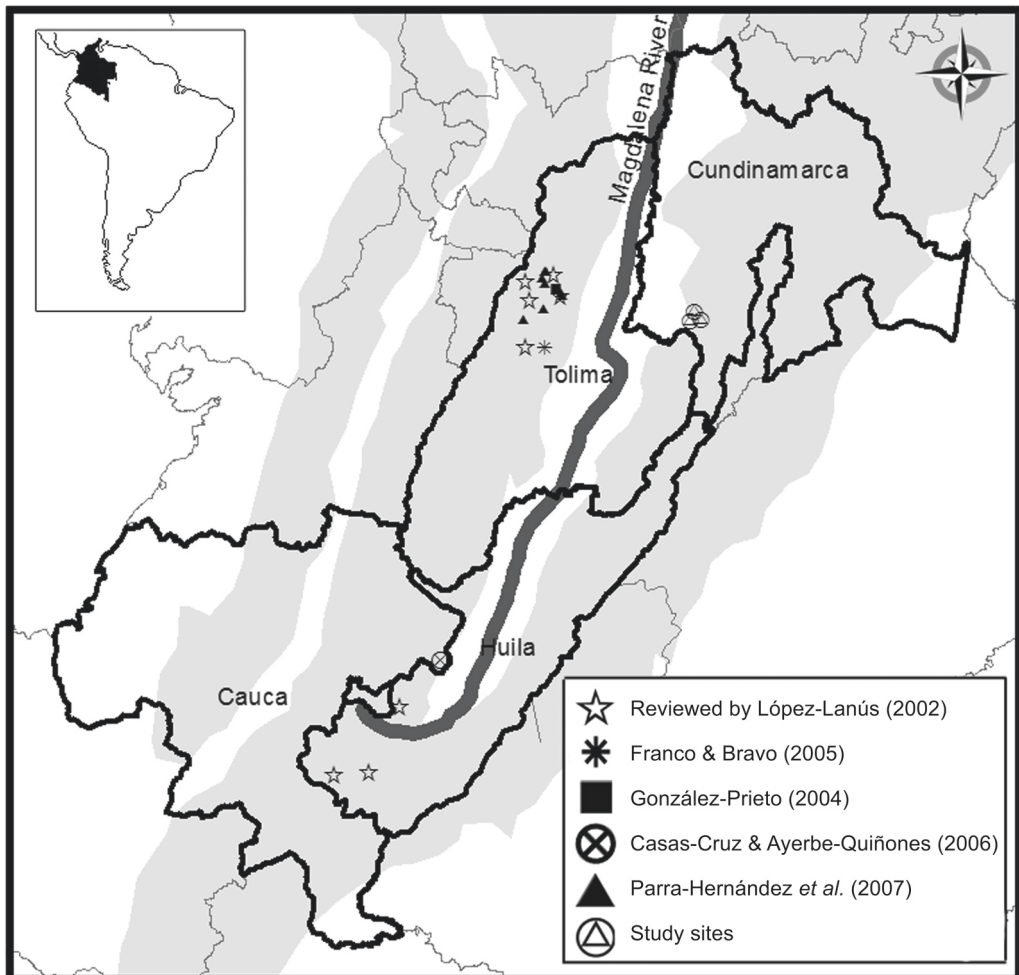 Magdalena River
Cundinamarca
Tolima
Huila
Cauca
Reviewed by López-Lanús (2002)
Franco & Bravo (2005)
González-Prieto (2004)
Casas-Cruz & Ayerbe-Quiñones (2006)
Parra-Hernández et al. (2007)
Study sites